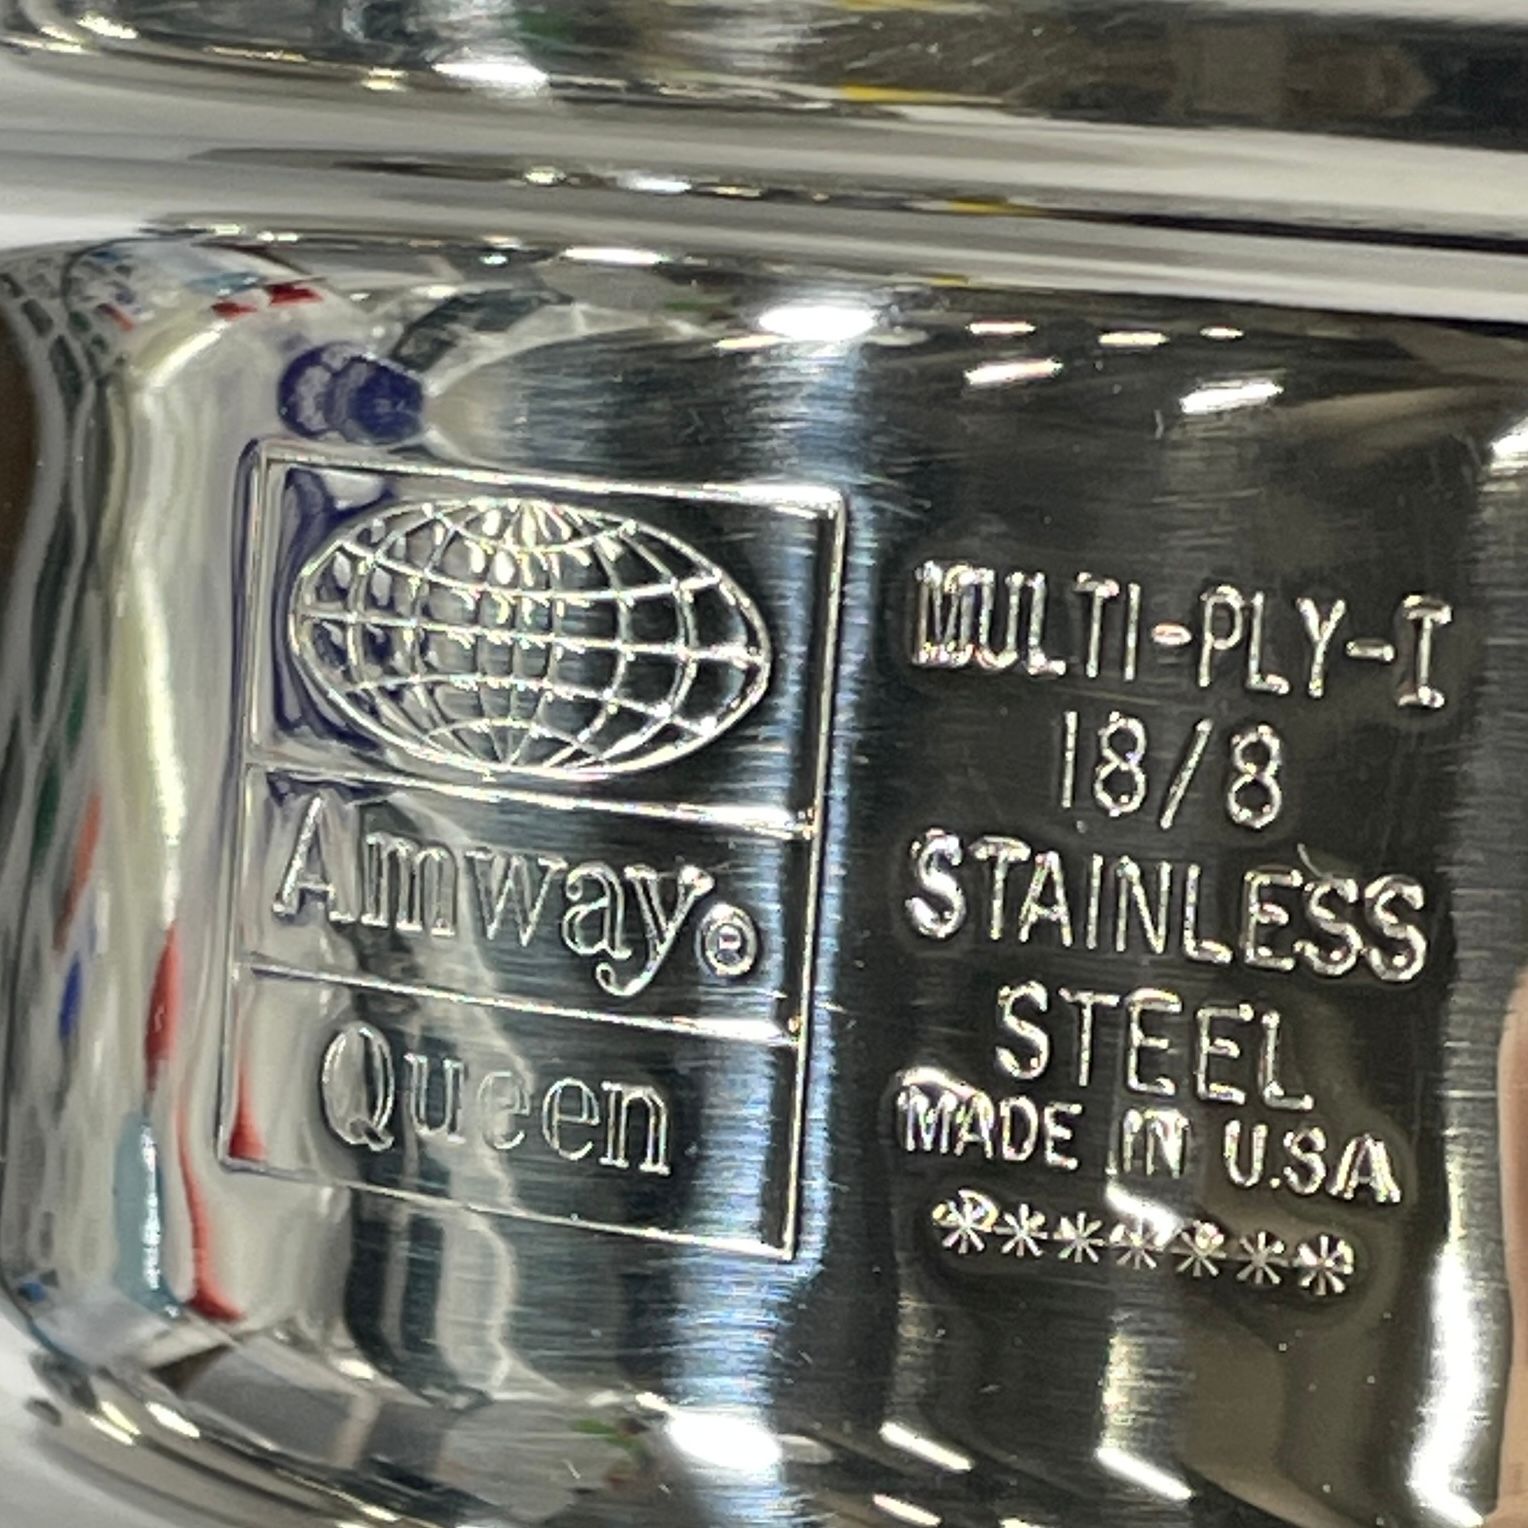 Amway®
Queen
MULTI-PLY-I
18/8
STAINLESS
STEEL
MADE IN U.S.A
*******